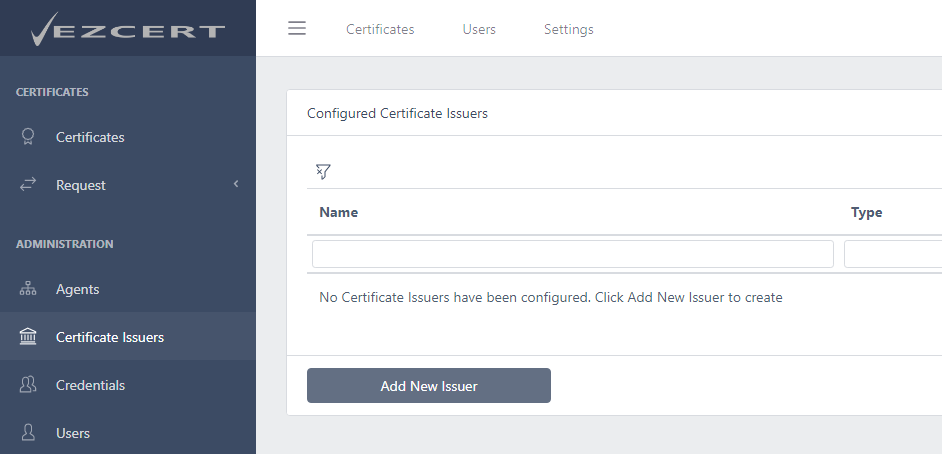 EZCERT
Certificates Users Settings
CERTIFICATES
Certificates
Request
ADMINISTRATION
Agents
Certificate Issuers
Credentials
Users
Configured Certificate Issuers
Name Type
No Certificate Issuers have been configured. Click Add New Issuer to create
Add New Issuer